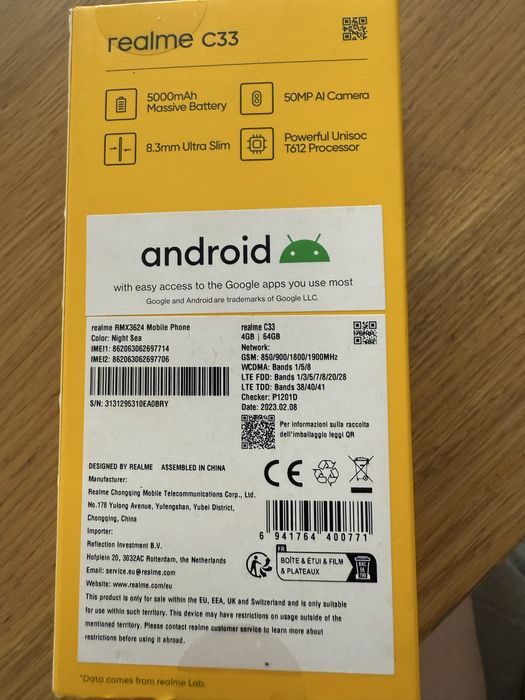 realme C33
5000mAh
Massive Battery
50MP AI Camera
8.3mm Ultra Slim
Powerful Unisoc
T612 Processor
android
with easy access to the Google apps you use most
Google and Android are trademarks of Google LLC.
realme RMX3624 Mobile Phone
Color: Night Sea
IMEI1: 862063062697714
IMEI2: 862063062697706
S/N: 3131295310EA0BRY
realme C33
4GB | 64GB
Network:
GSM: 850/900/1800/1900MHz
WCDMA: Bands 1/5/8
LTE FDD: Bands 1/3/5/7/8/20/28
LTE TDD: Bands 38/40/41
Checker: P1201D
Date: 2023.02.08
Per informazioni sulla raccolta
dell'imballaggio leggi QR
DESIGNED BY REALME ASSEMBLED IN CHINA
Manufacturer:
Realme Chongqing Mobile Telecommunications Corp., Ltd.
No.178 Yulong Avenue, Yufengshan, Yubei District,
Chongqing, China
Importer:
Reflection Investment B.V.
Hofplein 20, 3032AC Rotterdam, the Netherlands
Email: service.eu@realme.com
Website: www.realme.com/eu
CE
6 941764 400771
FR
BOÎTE & ÉTUI & FILM
& PLATEAUX
BAC
DE
TRI
This product is only for sale within the EU, EEA, UK and Switzerland and is only suitable
for use within such territory. This device may have restrictions on usage outside of the
mentioned territory. Please contact realme customer service to learn more about
restrictions before using it abroad.
*Data comes from realme Lab.